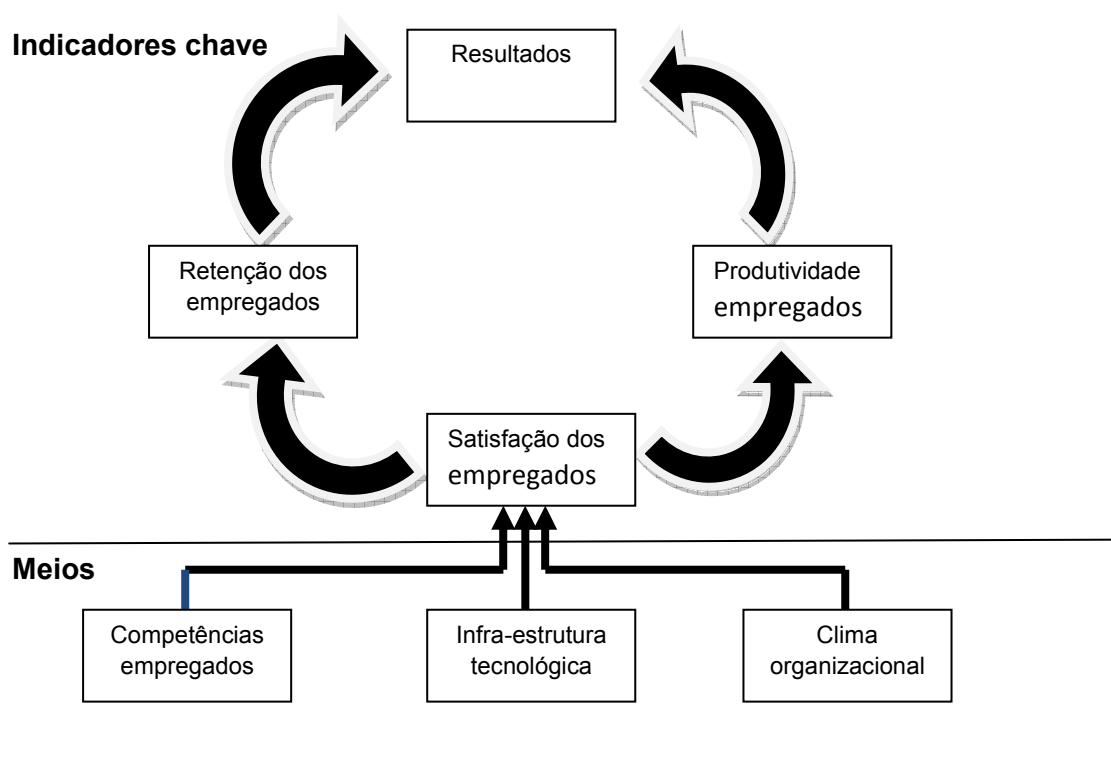 Indicadores chave
Resultados
Retenção dos
empregados
Produtividade
empregados
Satisfação dos
empregados
Meios
Competências
empregados
Infra-estrutura
tecnológica
Clima
organizacional